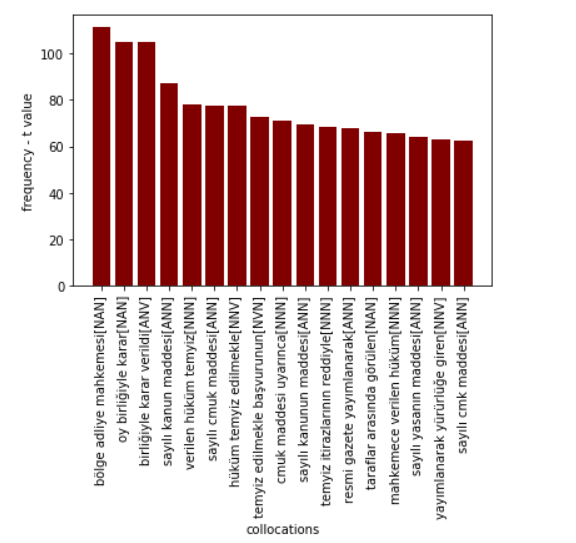 frequency - t value
100
80
60
40
20
0
bölge adliye mahkemesi[NAN]
oy birliğiyle karar[NAN]
birliğiyle karar verildi[ANV]
sayılı kanun maddesi[ANN]
verilen hüküm temyiz[NNN]
sayılı cmuk maddesi[ANN]
hüküm temyiz edilmekle[NNV]
temyiz edilmekle başvurunun[NVN]
cmuk maddesi uyarınca[NNN]
sayılı kanunun maddesi[ANN]
temyiz itirazlarının reddiyle[NNN]
resmi gazete yayımlanarak[ANN]
taraflar arasında görülen[NAN]
mahkemece verilen hüküm[NNN]
sayılı yasanın maddesi[ANN]
yayımlanarak yürürlüğe giren[NNV]
sayılı cmk maddesi[ANN]
collocations